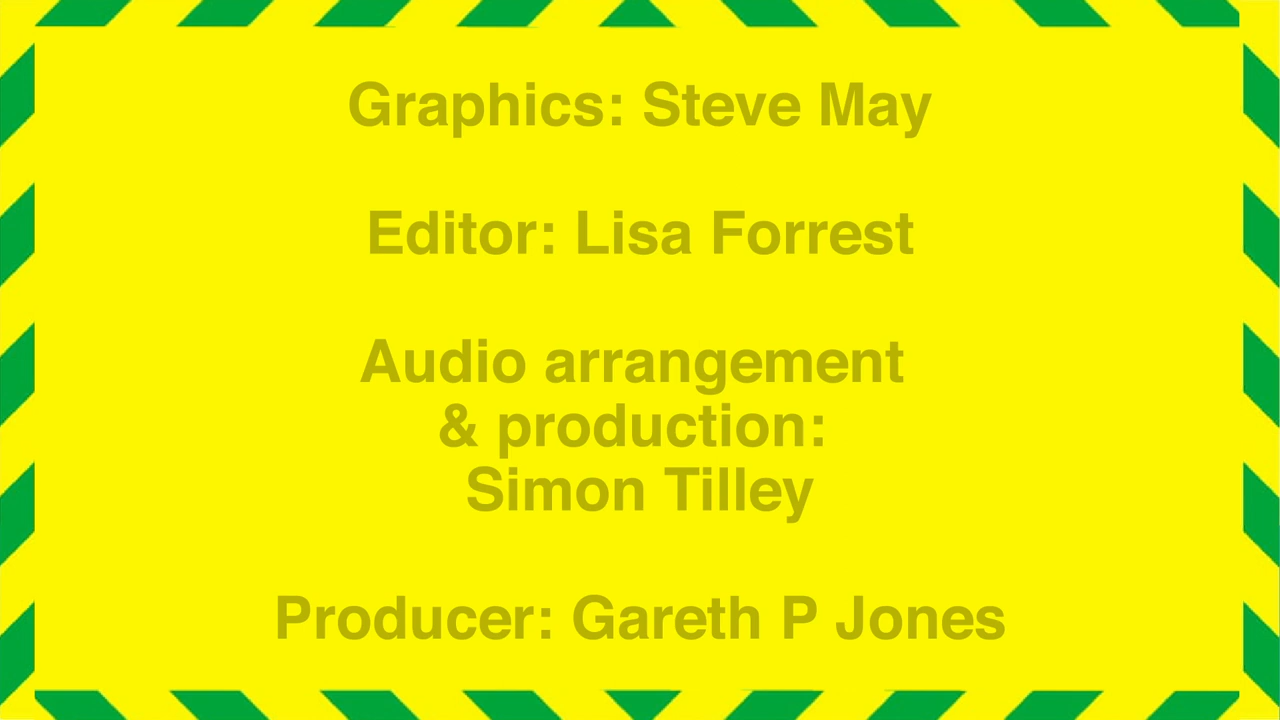 Graphics: Steve May
Editor: Lisa Forrest
Audio arrangement
& production:
Simon Tilley
Producer: Gareth P Jones